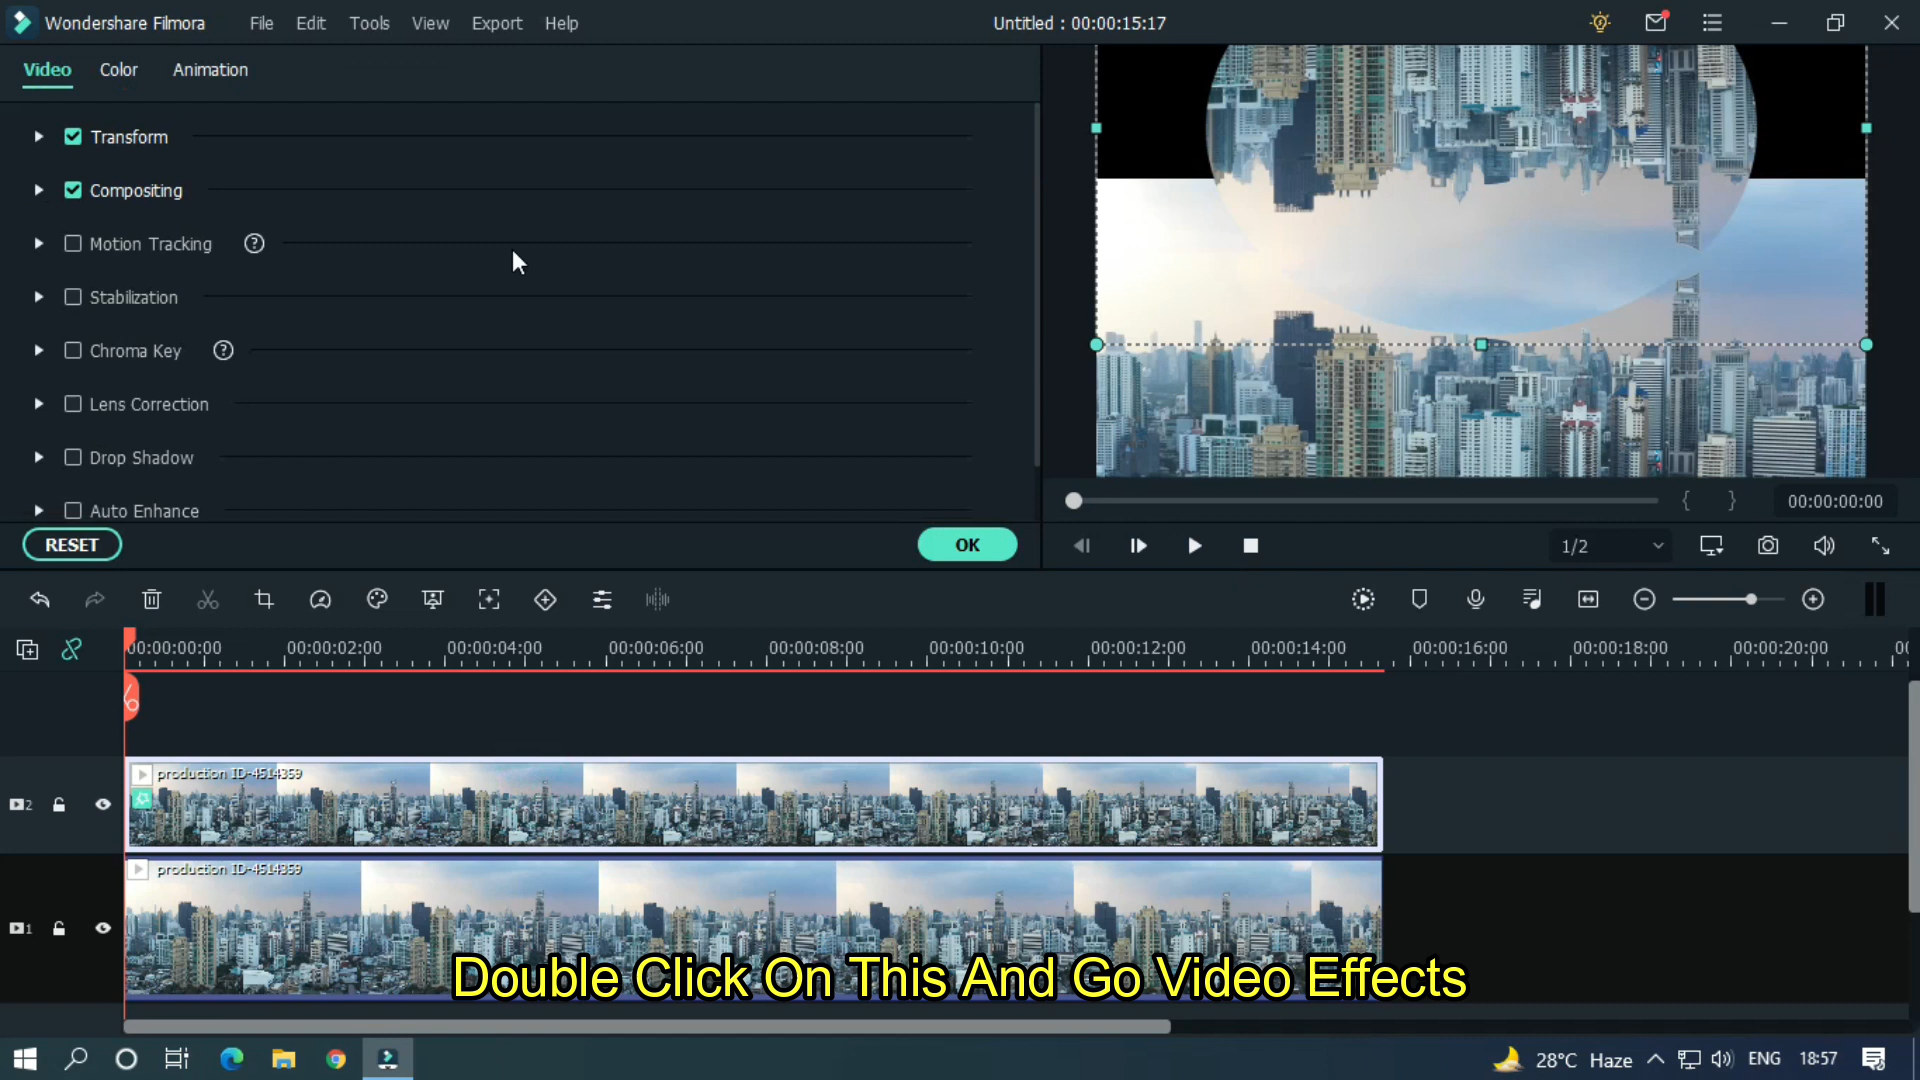 Wondershare Filmora File Edit Tools View Export Help Untitled : 00:00:15:17
Video Color Animation
Transform
Compositing
Motion Tracking ?
Stabilization
Chroma Key ?
Lens Correction
Drop Shadow
Auto Enhance
{ } 00:00:00:00
RESET OK 1/2
00:00:00:00 00:00:02:00 00:00:04:00 00:00:06:00 00:00:08:00 00:00:10:00 00:00:12:00 00:00:14:00 00:00:16:00 00:00:18:00 00:00:20:00
production ID-4514359
2
production ID-4514359
1
Double Click On This And Go Video Effects
28°C Haze ENG 18:57